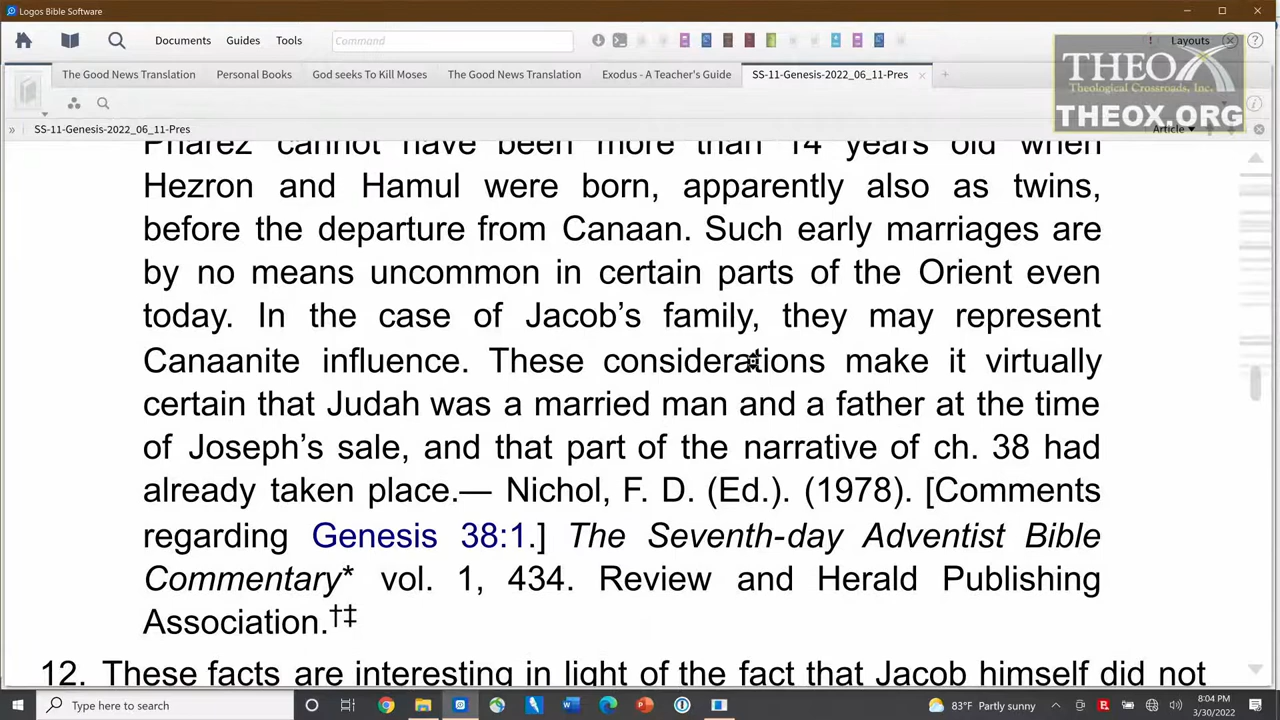 Logos Bible Software
Documents Guides Tools Command Layouts
The Good News Translation Personal Books God seeks To Kill Moses The Good News Translation Exodus - A Teacher's Guide SS-11-Genesis-2022_06_11-Pres
THEOX
Theological Crossroads, Inc.
THEOX.ORG
SS-11-Genesis-2022_06_11-Pres Article
Pharez cannot have been more than 14 years old when
Hezron and Hamul were born, apparently also as twins,
before the departure from Canaan. Such early marriages are
by no means uncommon in certain parts of the Orient even
today. In the case of Jacob’s family, they may represent
Canaanite influence. These considerations make it virtually
certain that Judah was a married man and a father at the time
of Joseph’s sale, and that part of the narrative of ch. 38 had
already taken place.— Nichol, F. D. (Ed.). (1978). [Comments
regarding Genesis 38:1.] The Seventh-day Adventist Bible
Commentary* vol. 1, 434. Review and Herald Publishing
Association.†‡
12. These facts are interesting in light of the fact that Jacob himself did not
Type here to search
83°F Partly sunny
8:04 PM
3/30/2022